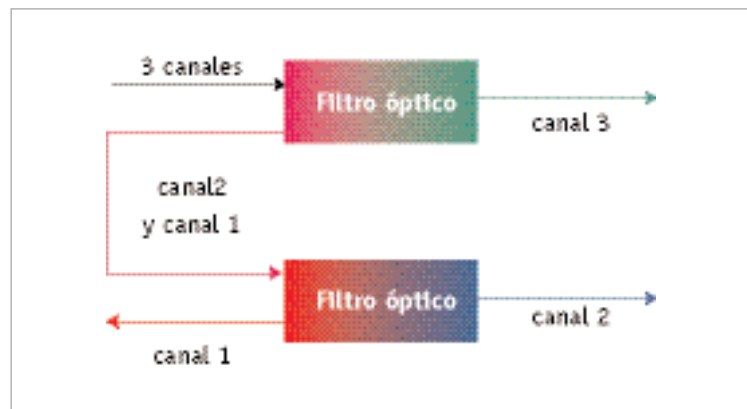 3 canales
Filtro óptico
canal 3
canal2
y canal 1
Filtro óptico
canal 2
canal 1